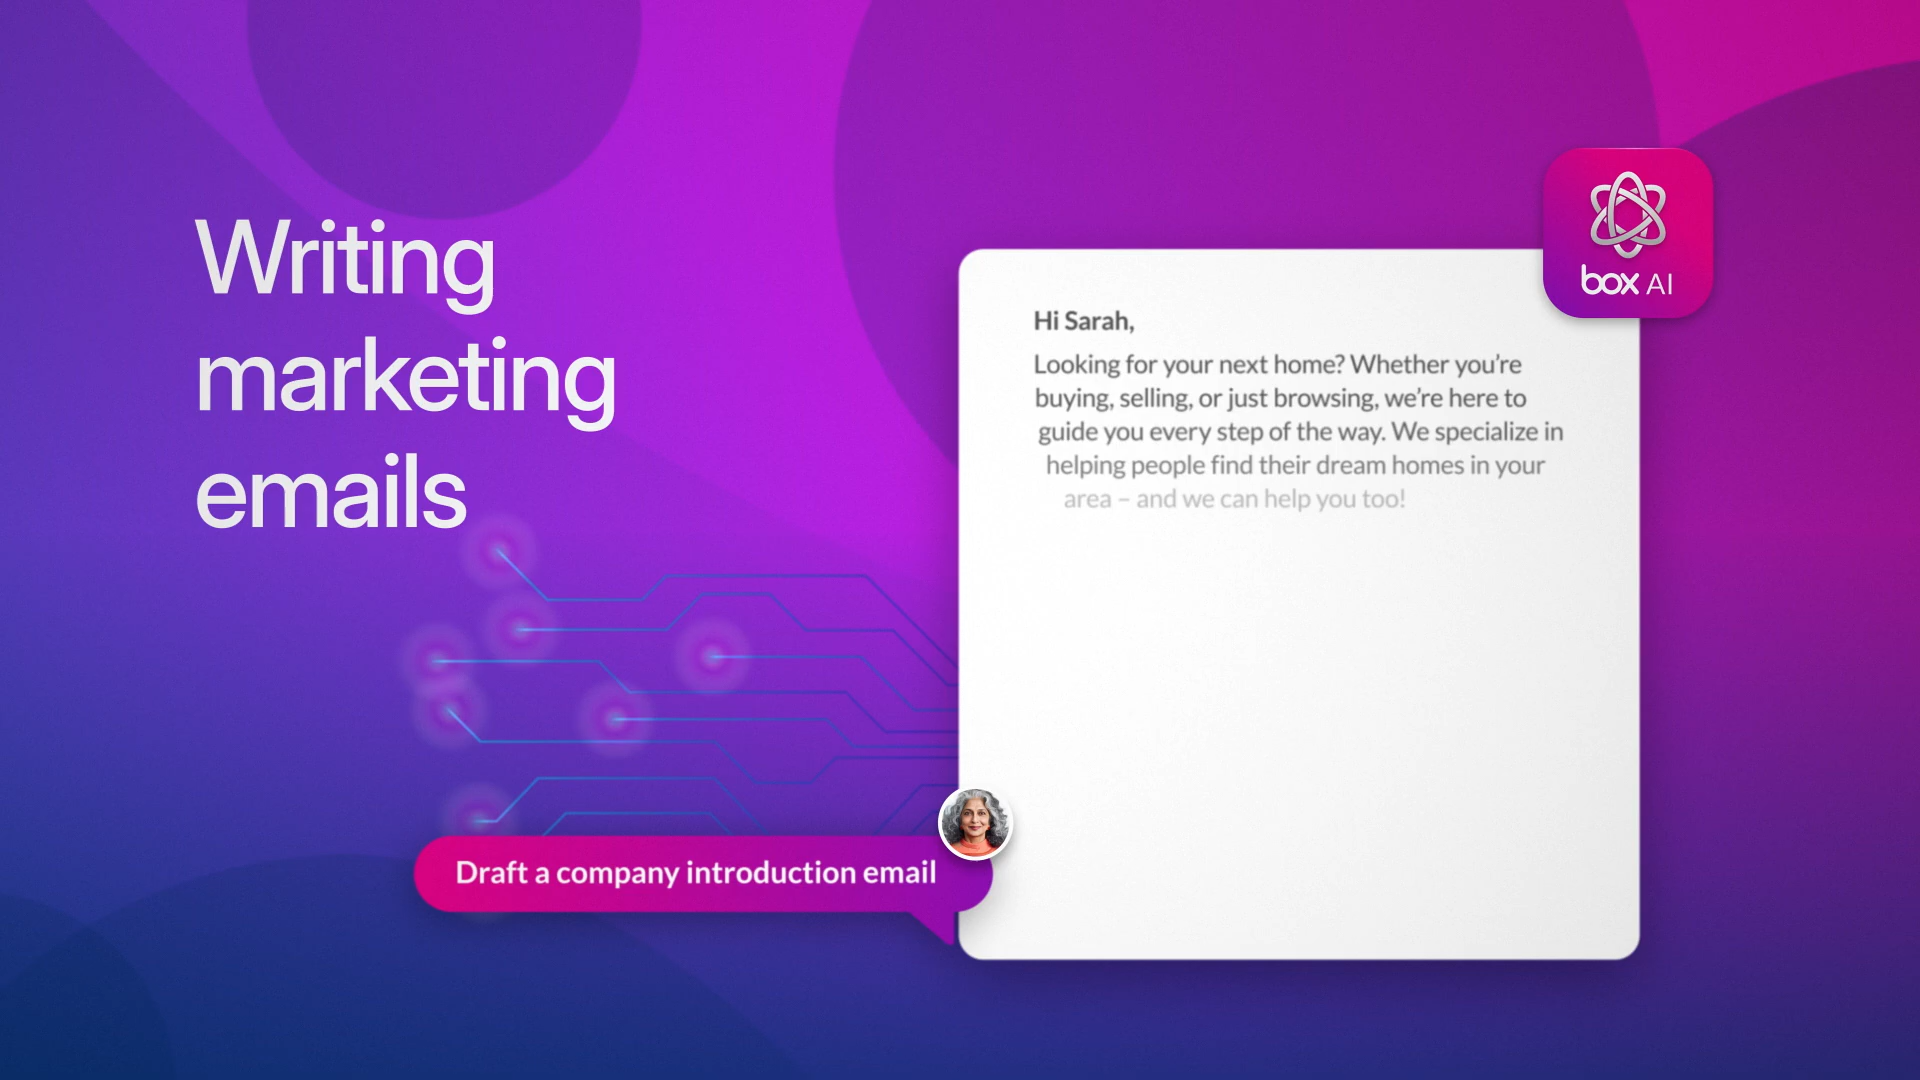 Writing
marketing
emails
box AI
Hi Sarah,
Looking for your next home? Whether you’re
buying, selling, or just browsing, we’re here to
guide you every step of the way. We specialize in
helping people find their dream homes in your
area – and we can help you too!
Draft a company introduction email